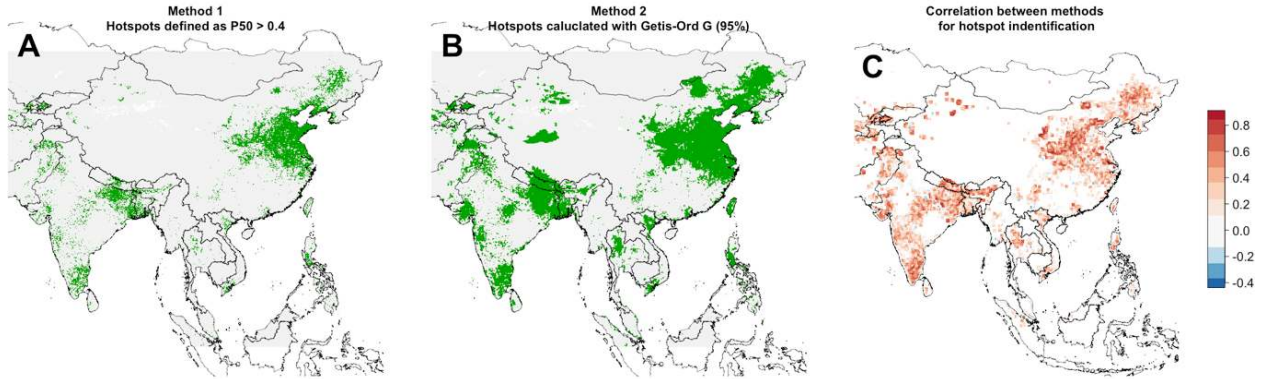 Method 1
Hotspots defined as P50 > 0.4
A
Method 2
Hotspots caluclated with Getis-Ord G (95%)
B
Correlation between methods
for hotspot indentification
C
0.8
0.6
0.4
0.2
0.0
-0.2
-0.4